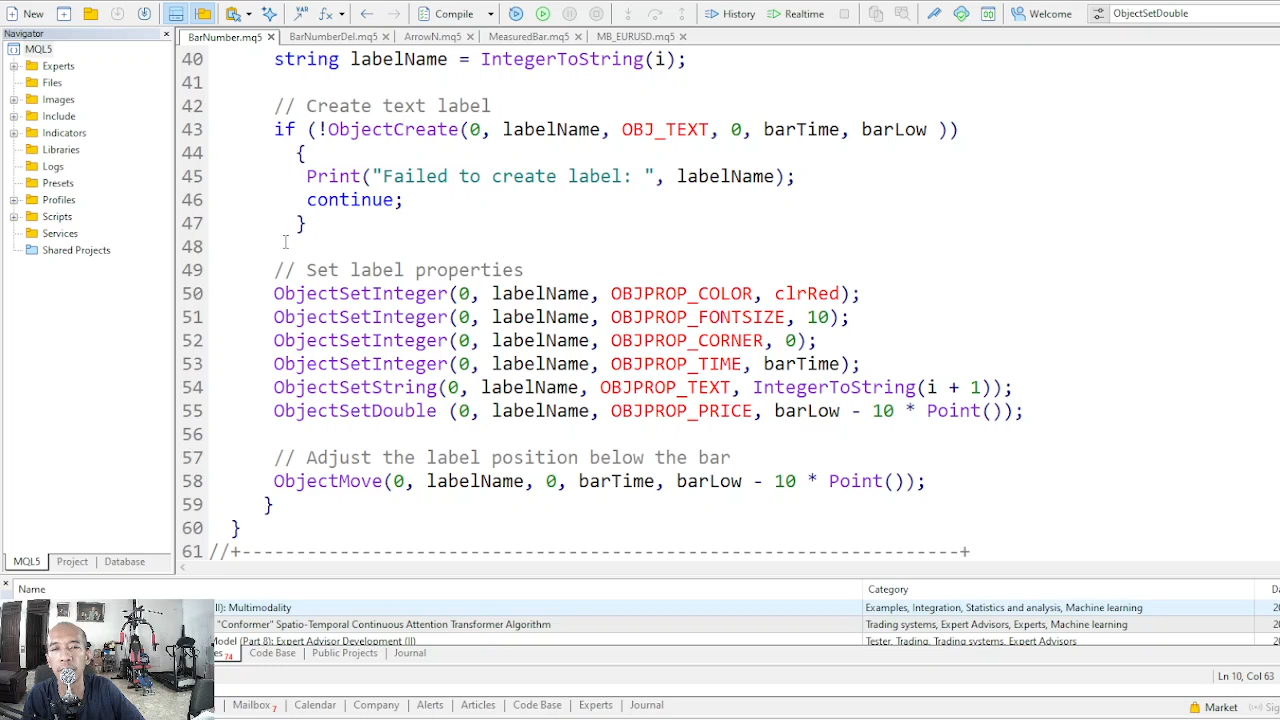 New
Compile
History
Realtime
Welcome
ObjectSetDouble
Navigator
BarNumber.mq5
BarNumberDel.mq5
ArrowN.mq5
MeasuredBar.mq5
MB_EURUSD.mq5
MQL5
Experts
Files
Images
Include
Indicators
Libraries
Logs
Presets
Profiles
Scripts
Services
Shared Projects
MQL5
Project
Database
40 string labelName = IntegerToString(i);
41
42 // Create text label
43 if (!ObjectCreate(0, labelName, OBJ_TEXT, 0, barTime, barLow ))
44 {
45 Print("Failed to create label: ", labelName);
46 continue;
47 }
48
49 // Set label properties
50 ObjectSetInteger(0, labelName, OBJPROP_COLOR, clrRed);
51 ObjectSetInteger(0, labelName, OBJPROP_FONTSIZE, 10);
52 ObjectSetInteger(0, labelName, OBJPROP_CORNER, 0);
53 ObjectSetInteger(0, labelName, OBJPROP_TIME, barTime);
54 ObjectSetString(0, labelName, OBJPROP_TEXT, IntegerToString(i + 1));
55 ObjectSetDouble (0, labelName, OBJPROP_PRICE, barLow - 10 * Point());
56
57 // Adjust the label position below the bar
58 ObjectMove(0, labelName, 0, barTime, barLow - 10 * Point());
59 }
60 }
61 //+------------------------------------------------------------------+
Name
Category
II): Multimodality
Examples, Integration, Statistics and analysis, Machine learning
"Conformer" Spatio-Temporal Continuous Attention Transformer Algorithm
Trading systems, Expert Advisors, Experts, Machine learning
Model (Part 8): Expert Advisor Development (II)
Tester, Trading, Trading systems, Expert Advisors
74
Code Base
Public Projects
Journal
Ln 10, Col 63
Mailbox 7
Calendar
Company
Alerts
Articles
Code Base
Experts
Journal
Market